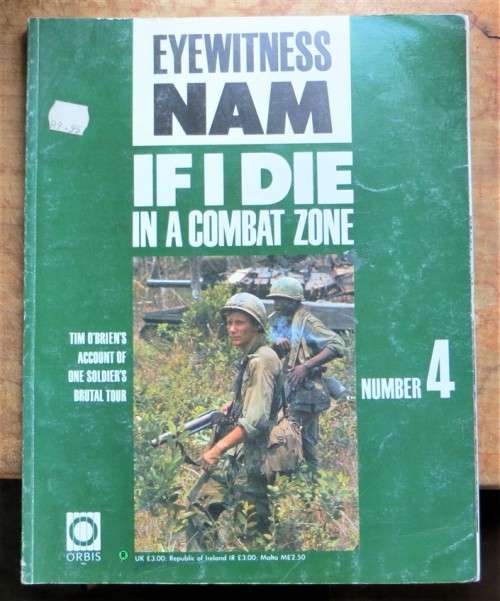 EYEWITNESS
NAM
IF I DIE
IN A COMBAT ZONE
TIM O'BRIEN'S
ACCOUNT OF
ONE SOLDIER'S
BRUTAL TOUR
NUMBER 4
ORBIS
UK £3.00: Republic of Ireland IR £3.00: Malta M£2.50